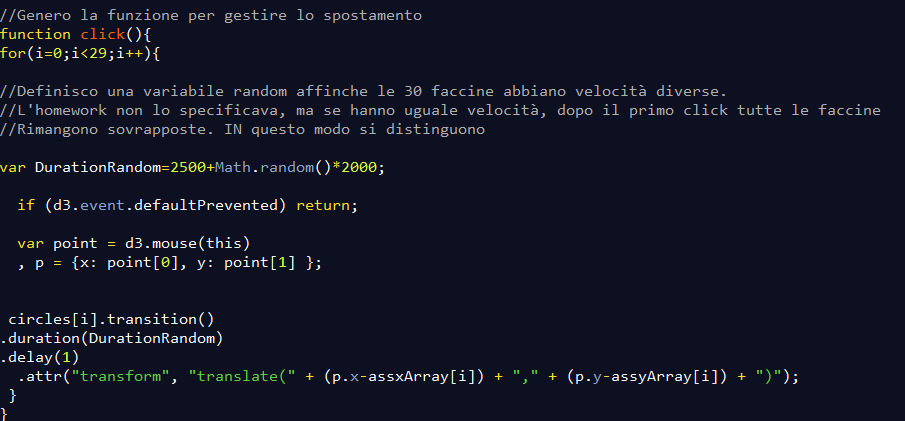 //Genero la funzione per gestire lo spostamento
function click(){
for(i=0;i<29;i++){
//Definisco una variabile random affinche le 30 faccine abbiano velocità diverse.
//L'homework non lo specificava, ma se hanno uguale velocità, dopo il primo click tutte le faccine
//Rimangono sovrapposte. IN questo modo si distinguono
var DurationRandom=2500+Math.random()*2000;
if (d3.event.defaultPrevented) return;
var point = d3.mouse(this)
, p = {x: point[0], y: point[1] };
circles[i].transition()
.duration(DurationRandom)
.delay(1)
.attr("transform", "translate(" + (p.x-assxArray[i]) + "," + (p.y-assyArray[i]) + ")");
}
}